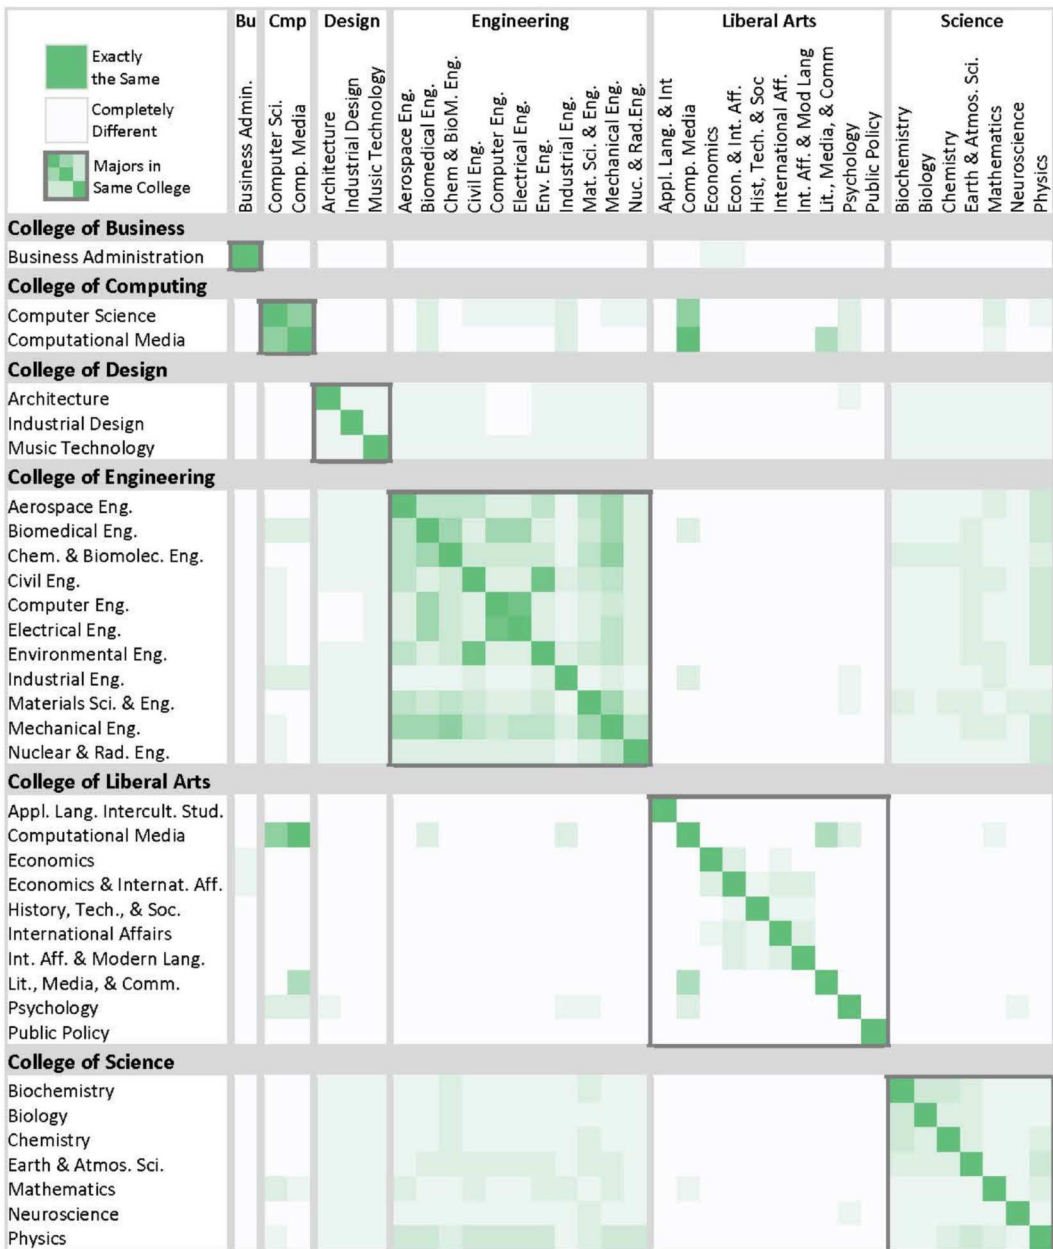 Bu Cmp Design Engineering Liberal Arts Science
Exactly
the Same
Completely
Different
Majors in
Same College
Business Admin.
Computer Sci.
Comp. Media
Architecture
Industrial Design
Music Technology
Aerospace Eng.
Biomedical Eng.
Chem & BioM. Eng.
Civil Eng.
Computer Eng.
Electrical Eng.
Env. Eng.
Industrial Eng.
Mat. Sci. & Eng.
Mechanical Eng.
Nuc. & Rad.Eng.
Appl. Lang. & Int
Comp. Media
Economics
Econ. & Int. Aff.
Hist, Tech. & Soc
International Aff.
Int. Aff. & Mod Lang
Lit., Media, & Comm
Psychology
Public Policy
Biochemistry
Biology
Chemistry
Earth & Atmos. Sci.
Mathematics
Neuroscience
Physics
College of Business
Business Administration
College of Computing
Computer Science
Computational Media
College of Design
Architecture
Industrial Design
Music Technology
College of Engineering
Aerospace Eng.
Biomedical Eng.
Chem. & Biomolec. Eng.
Civil Eng.
Computer Eng.
Electrical Eng.
Environmental Eng.
Industrial Eng.
Materials Sci. & Eng.
Mechanical Eng.
Nuclear & Rad. Eng.
College of Liberal Arts
Appl. Lang. Intercult. Stud.
Computational Media
Economics
Economics & Internat. Aff.
History, Tech., & Soc.
International Affairs
Int. Aff. & Modern Lang.
Lit., Media, & Comm.
Psychology
Public Policy
College of Science
Biochemistry
Biology
Chemistry
Earth & Atmos. Sci.
Mathematics
Neuroscience
Physics